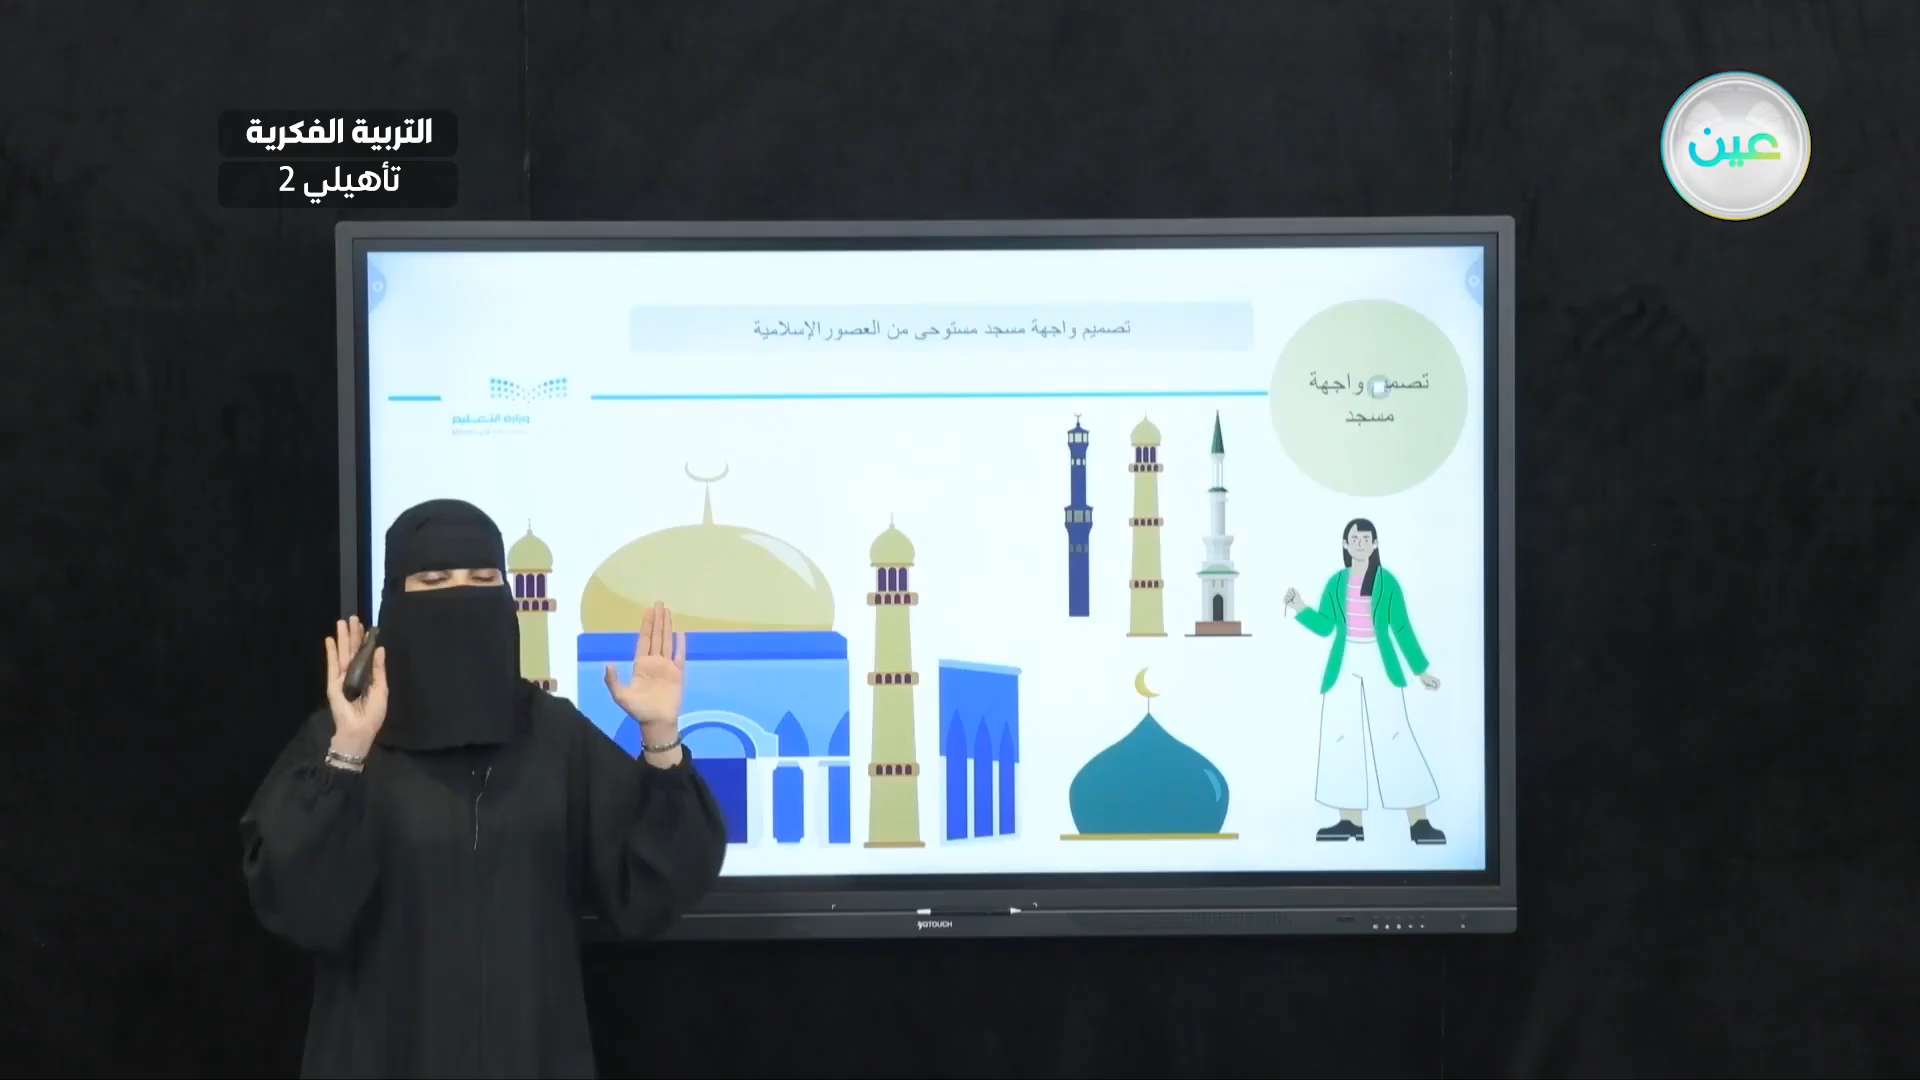 التربية الفكرية
تأهيلي 2
عين
تصميم واجهة مسجد مستوحى من العصور الإسلامية
تصميم واجهة
مسجد
وزارة التعليم